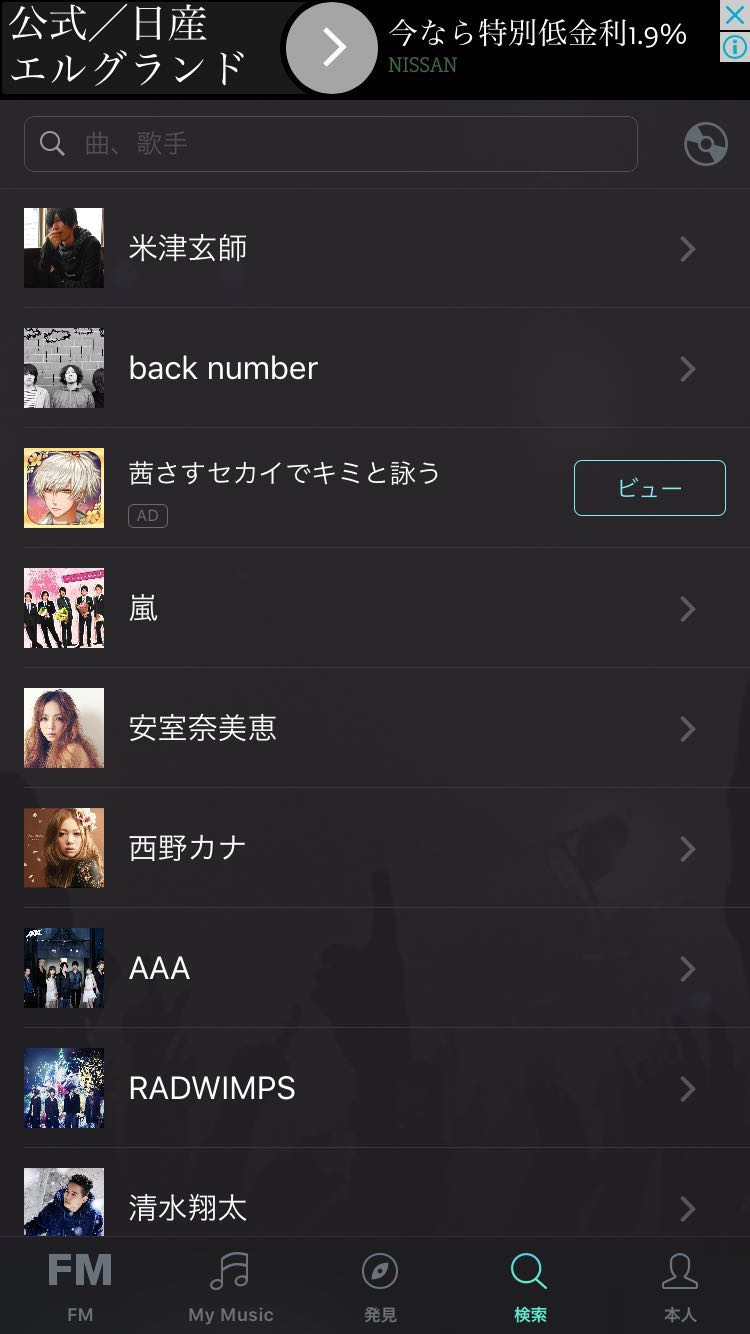 公式／日産
エルグランド
今なら特別低金利1.9%
NISSAN
曲、歌手
米津玄師
back number
茜さすセカイでキミと詠う
AD
ビュー
嵐
安室奈美恵
西野カナ
AAA
RADWIMPS
清水翔太
FM
FM
My Music
発見
検索
本人